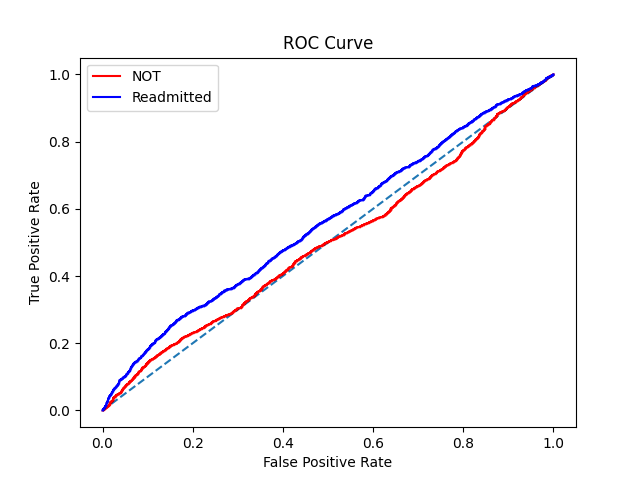 ROC Curve
NOT
Readmitted
True Positive Rate
1.0
0.8
0.6
0.4
0.2
0.0
0.0 0.2 0.4 0.6 0.8 1.0
False Positive Rate